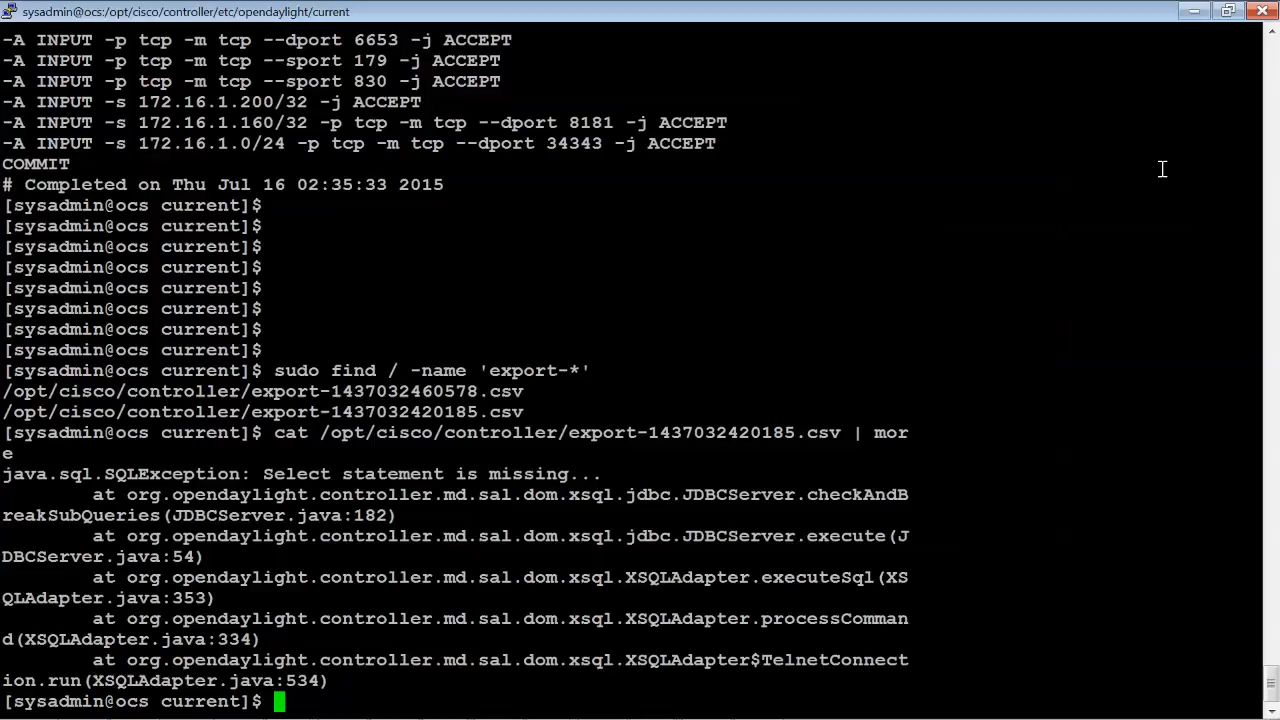 sysadmin@ocs:/opt/cisco/controller/etc/opendaylight/current
-A INPUT -p tcp -m tcp --dport 6653 -j ACCEPT
-A INPUT -p tcp -m tcp --sport 179 -j ACCEPT
-A INPUT -p tcp -m tcp --sport 830 -j ACCEPT
-A INPUT -s 172.16.1.200/32 -j ACCEPT
-A INPUT -s 172.16.1.160/32 -p tcp -m tcp --dport 8181 -j ACCEPT
-A INPUT -s 172.16.1.0/24 -p tcp -m tcp --dport 34343 -j ACCEPT
COMMIT
# Completed on Thu Jul 16 02:35:33 2015
[sysadmin@ocs current]$
[sysadmin@ocs current]$
[sysadmin@ocs current]$
[sysadmin@ocs current]$
[sysadmin@ocs current]$
[sysadmin@ocs current]$
[sysadmin@ocs current]$
[sysadmin@ocs current]$
[sysadmin@ocs current]$ sudo find / -name 'export-*'
/opt/cisco/controller/export-1437032460578.csv
/opt/cisco/controller/export-1437032420185.csv
[sysadmin@ocs current]$ cat /opt/cisco/controller/export-1437032420185.csv | mor
e
java.sql.SQLException: Select statement is missing...
        at org.opendaylight.controller.md.sal.dom.xsql.jdbc.JDBCServer.checkAndB
reakSubQueries(JDBCServer.java:182)
        at org.opendaylight.controller.md.sal.dom.xsql.jdbc.JDBCServer.execute(J
DBCServer.java:54)
        at org.opendaylight.controller.md.sal.dom.xsql.XSQLAdapter.executeSql(XS
QLAdapter.java:353)
        at org.opendaylight.controller.md.sal.dom.xsql.XSQLAdapter.processComman
d(XSQLAdapter.java:334)
        at org.opendaylight.controller.md.sal.dom.xsql.XSQLAdapter$TelnetConnect
ion.run(XSQLAdapter.java:534)
[sysadmin@ocs current]$